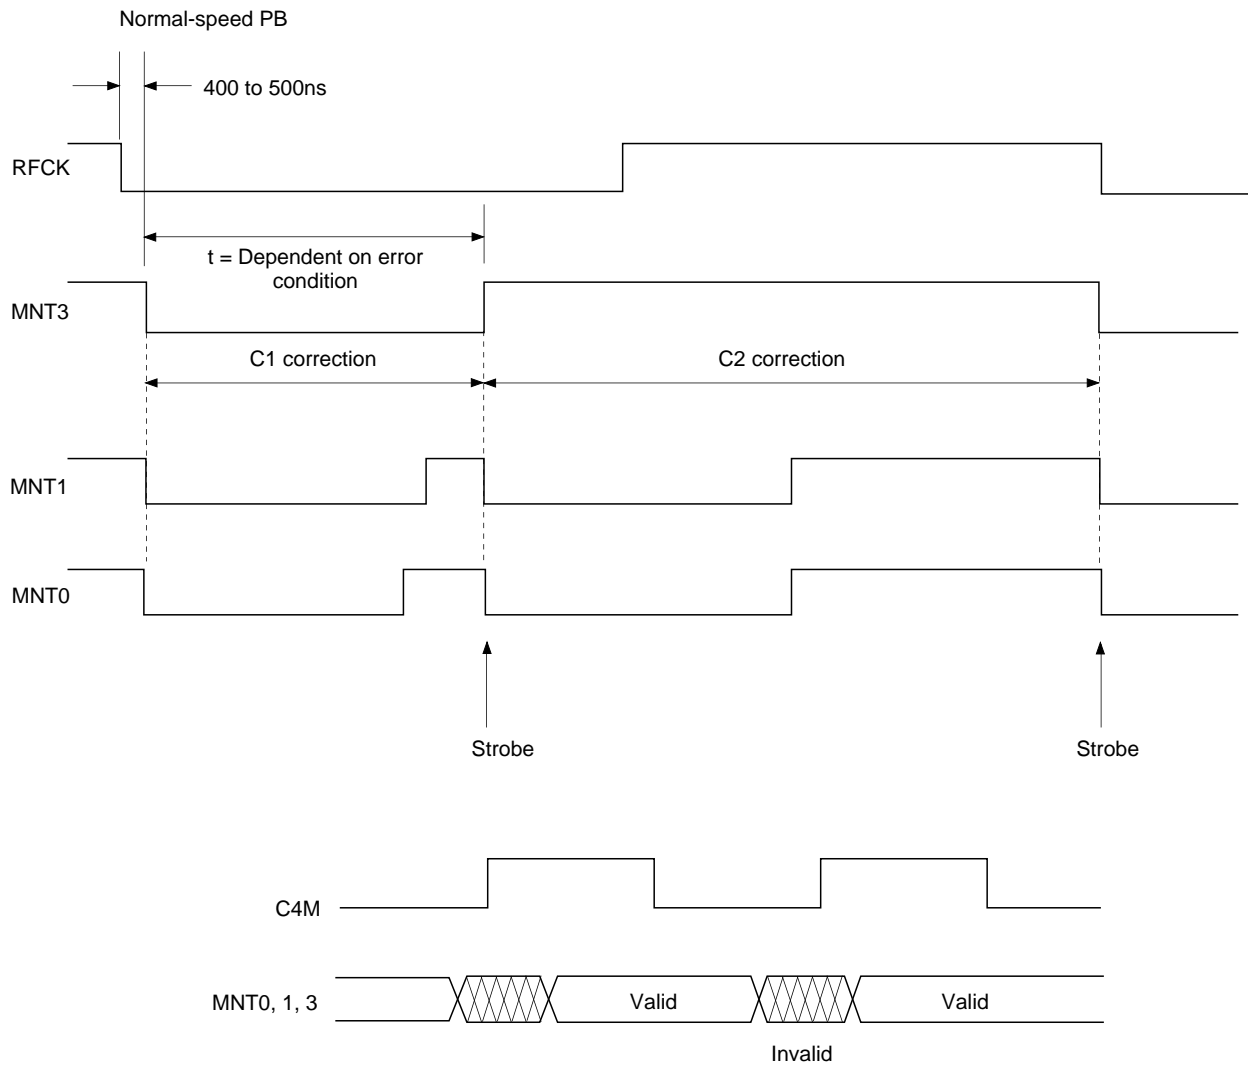 Normal-speed PB
400 to 500ns
RFCK
t = Dependent on error
condition
MNT3
C1 correction
C2 correction
MNT1
MNT0
Strobe
Strobe
C4M
MNT0, 1, 3
Valid
Valid
Invalid